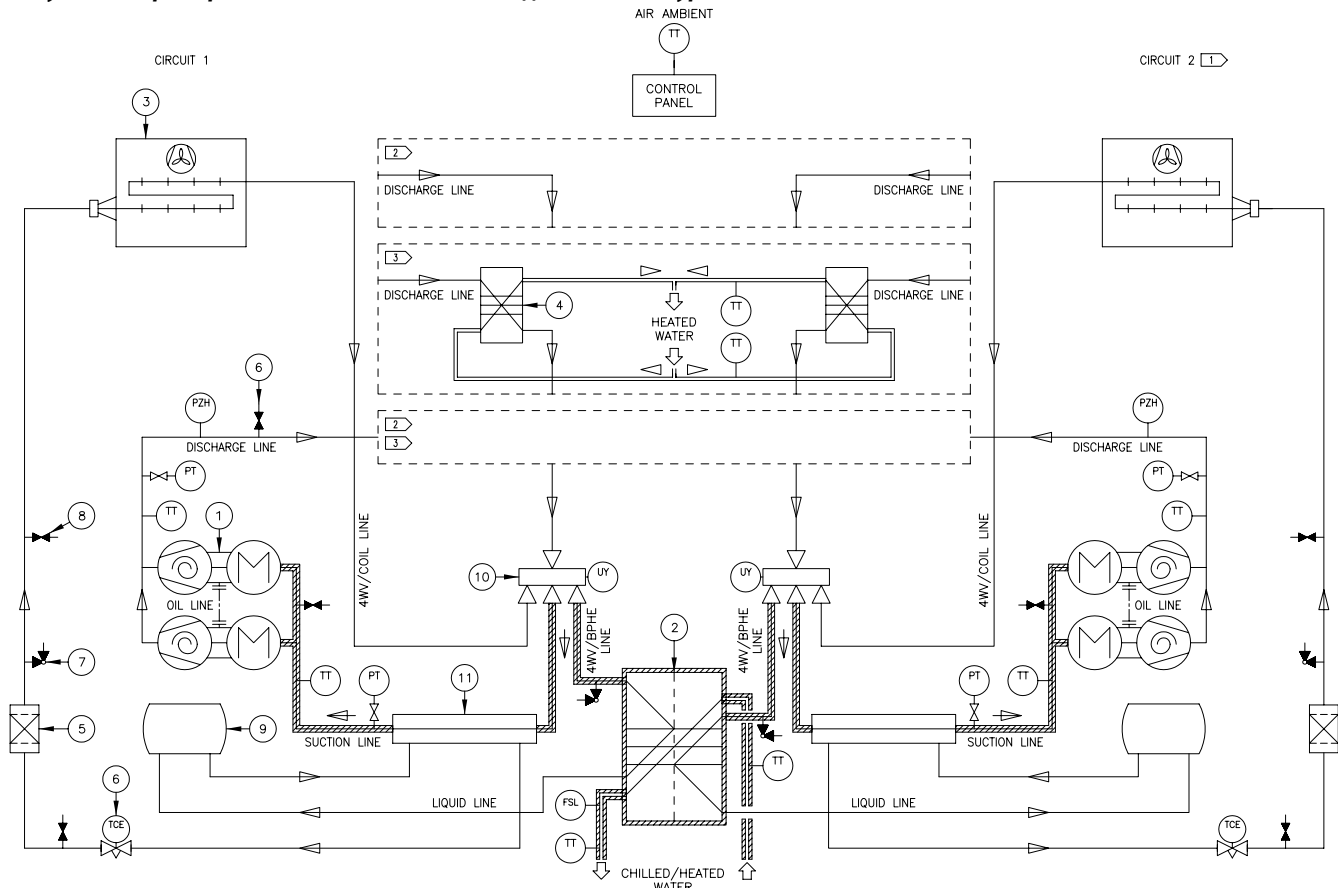 AIR AMBIENT
TT
CIRCUIT 1
CIRCUIT 2 1
CONTROL
PANEL
3
2
DISCHARGE LINE
DISCHARGE LINE
3
DISCHARGE LINE
DISCHARGE LINE
4
TT
HEATED
WATER
TT
6
PZH
PZH
2
3
DISCHARGE LINE
DISCHARGE LINE
PT
PT
TT
TT
8
1
4WV/COIL LINE
4WV/COIL LINE
10
UY
UY
OIL LINE
OIL LINE
4WV/BPHE
LINE
4WV/BPHE
LINE
2
7
TT
PT
11
PT
TT
5
9
SUCTION LINE
SUCTION LINE
TT
6
LIQUID LINE
LIQUID LINE
FSL
TCE
TCE
TT
CHILLED/HEATED
WATER